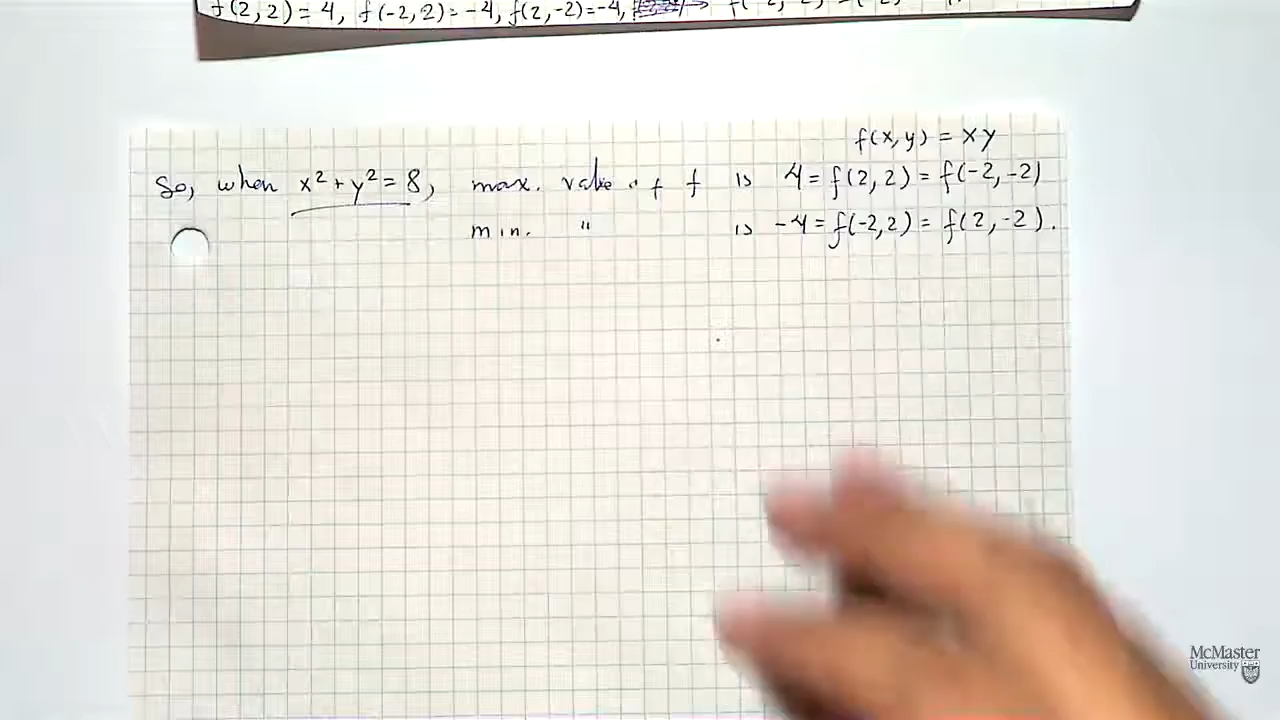 f(2,2) = 4, f(-2,2) = -4, f(2,-2) = -4,
f(x,y) = xy
So, when x² + y² = 8, max. value of f is 4 = f(2,2) = f(-2,-2)
min. " is -4 = f(-2,2) = f(2,-2).
McMaster
University